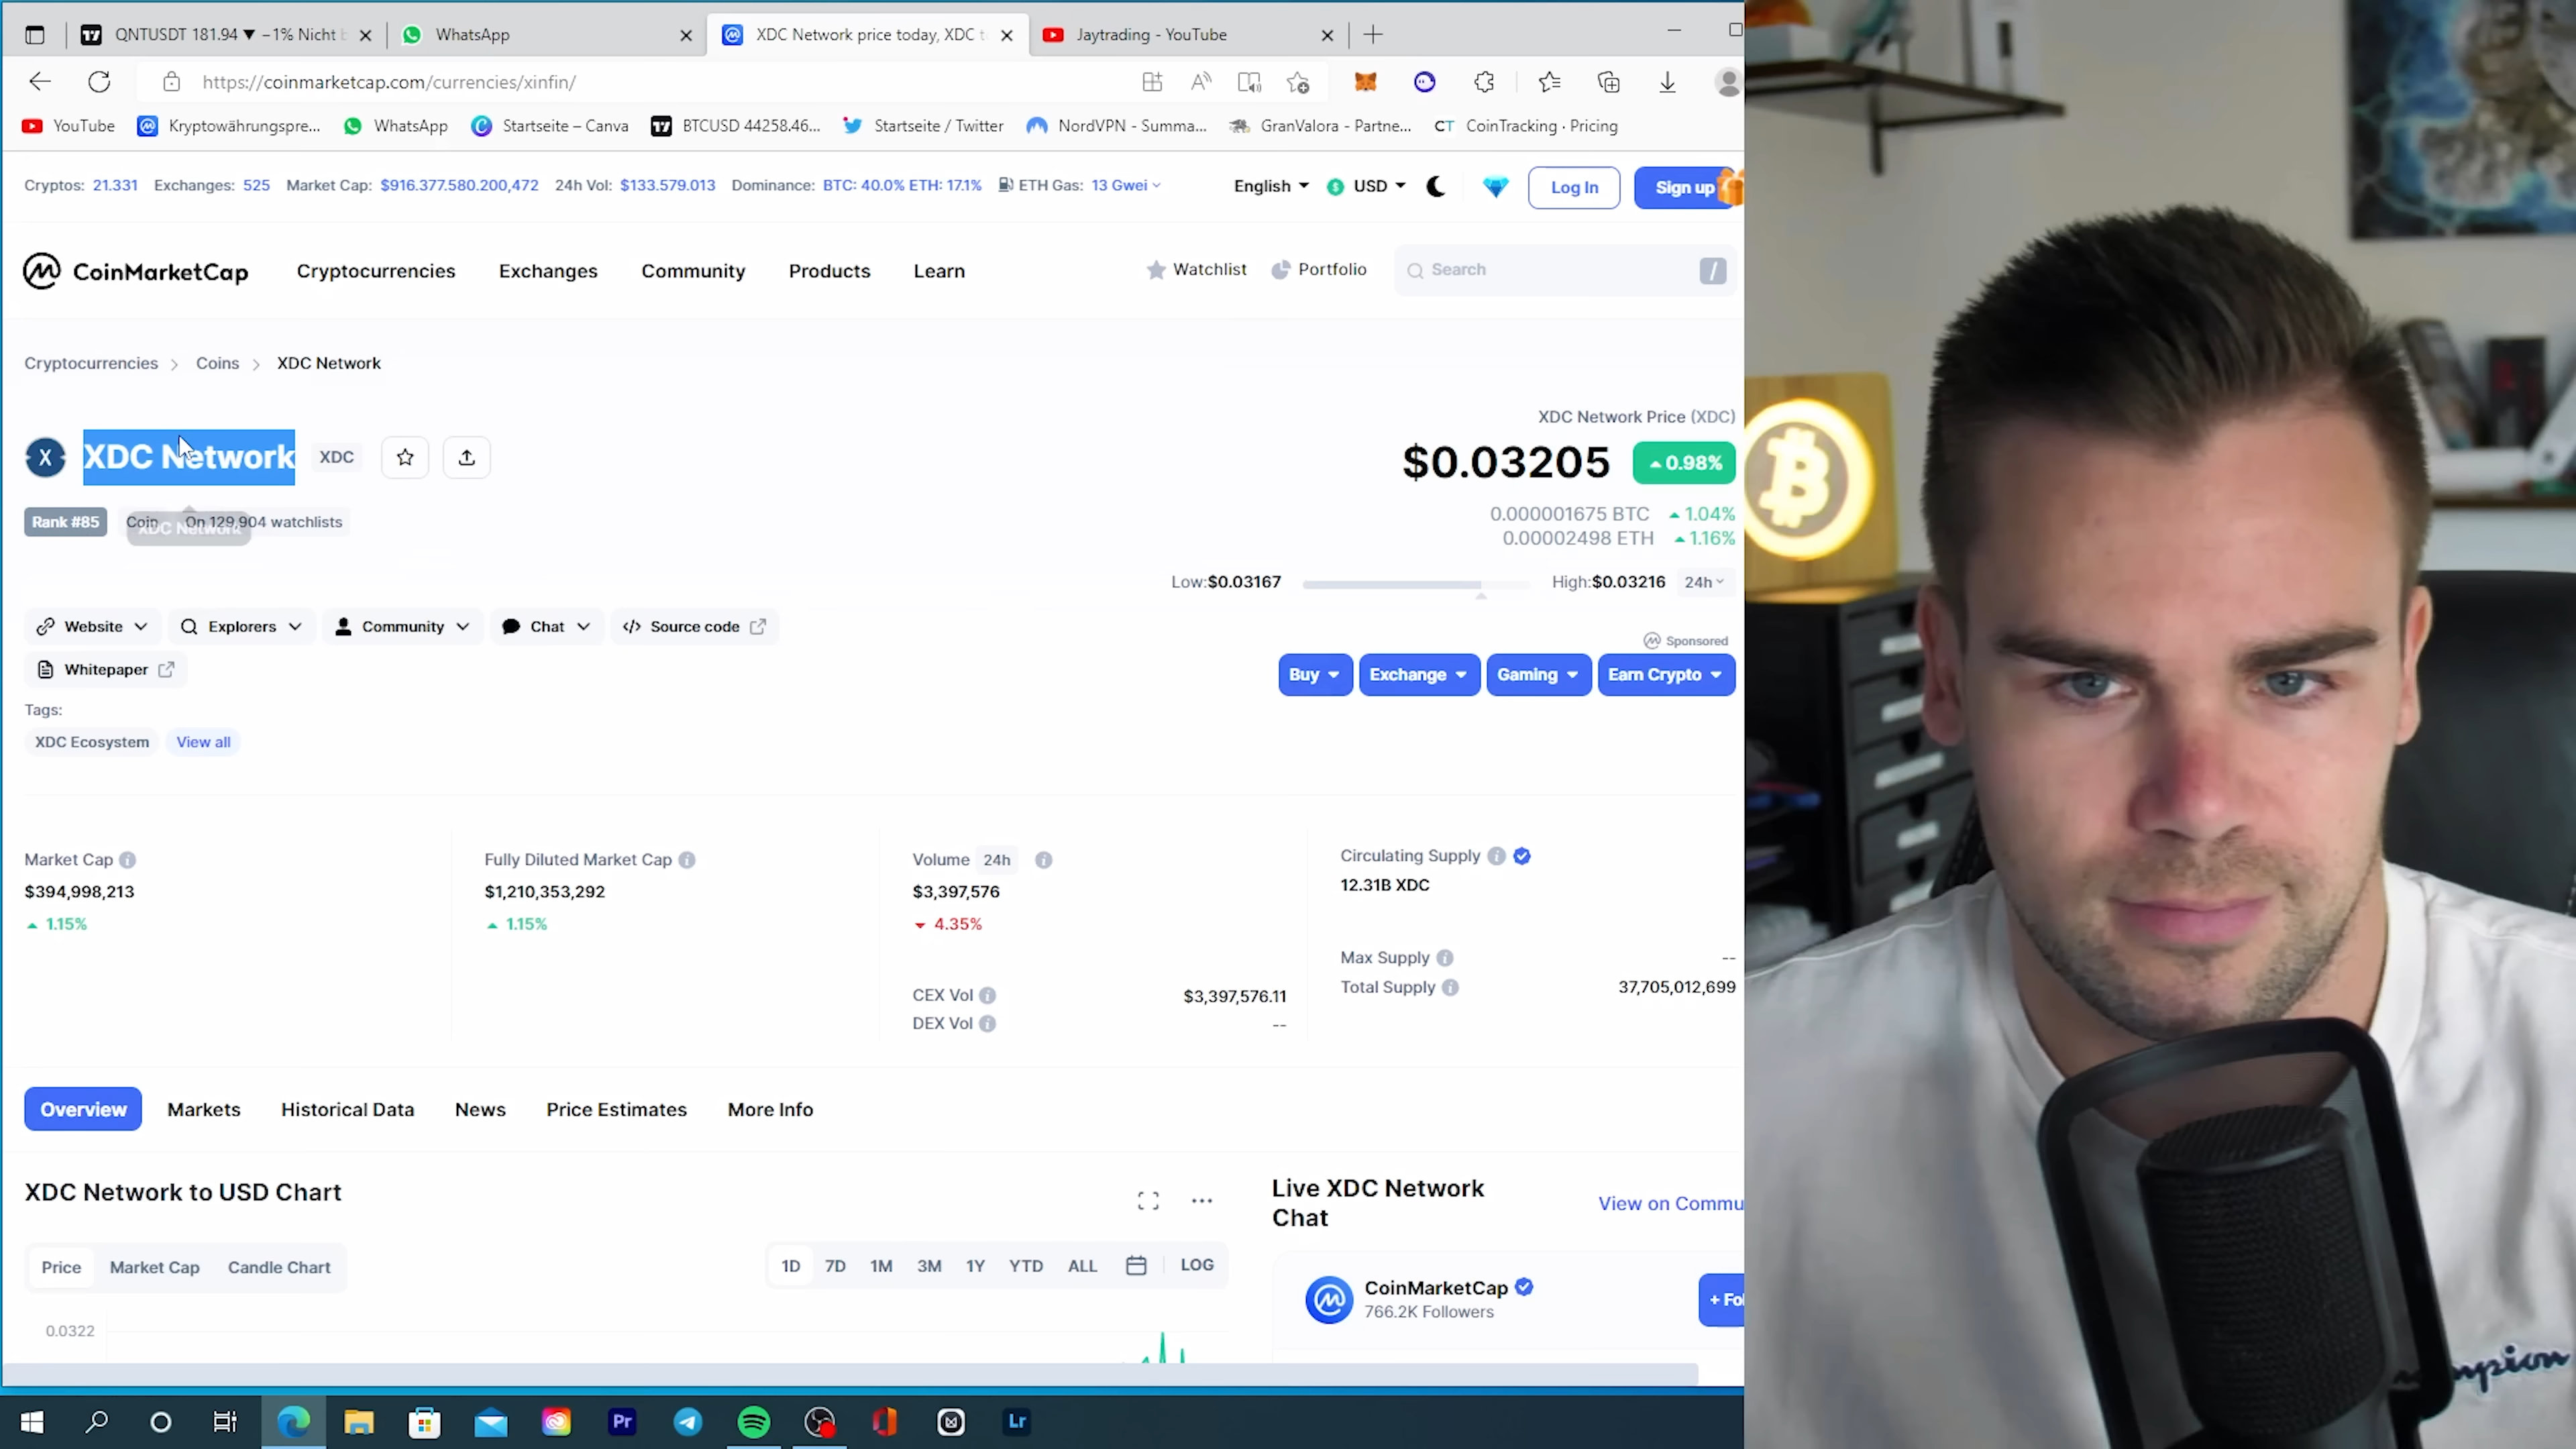 QNTUSDT 181.94 ▼ −1% Nicht
WhatsApp
XDC Network price today, XDC t
Jaytrading - YouTube
https://coinmarketcap.com/currencies/xinfin/
YouTube
Kryptowährungspre...
WhatsApp
Startseite – Canva
BTCUSD 44258.46...
Startseite / Twitter
NordVPN - Summa...
GranValora - Partne...
CT CoinTracking · Pricing
Cryptos: 21.331 Exchanges: 525 Market Cap: $916.377.580.200,472 24h Vol: $133.579.013 Dominance: BTC: 40.0% ETH: 17.1% ETH Gas: 13 Gwei
English
USD
Log In
Sign up
CoinMarketCap
Cryptocurrencies
Exchanges
Community
Products
Learn
Watchlist
Portfolio
Search
/
Cryptocurrencies > Coins > XDC Network
XDC Network XDC
Rank #85
Coin
On 129,904 watchlists
XDC Network
XDC Network Price (XDC)
$0.03205 0.98%
0.000001675 BTC 1.04%
0.00002498 ETH 1.16%
Low:$0.03167
High:$0.03216
24h
Website
Explorers
Community
Chat
Source code
Whitepaper
Tags:
XDC Ecosystem
View all
Sponsored
Buy
Exchange
Gaming
Earn Crypto
Market Cap
$394,998,213
1.15%
Fully Diluted Market Cap
$1,210,353,292
1.15%
Volume 24h
$3,397,576
4.35%
CEX Vol $3,397,576.11
DEX Vol --
Circulating Supply
12.31B XDC
Max Supply --
Total Supply 37,705,012,699
Overview
Markets
Historical Data
News
Price Estimates
More Info
XDC Network to USD Chart
Price
Market Cap
Candle Chart
1D
7D
1M
3M
1Y
YTD
ALL
LOG
0.0322
Live XDC Network
Chat
View on Commu
CoinMarketCap
766.2K Followers
+ Fol
Pr
Lr
mpion